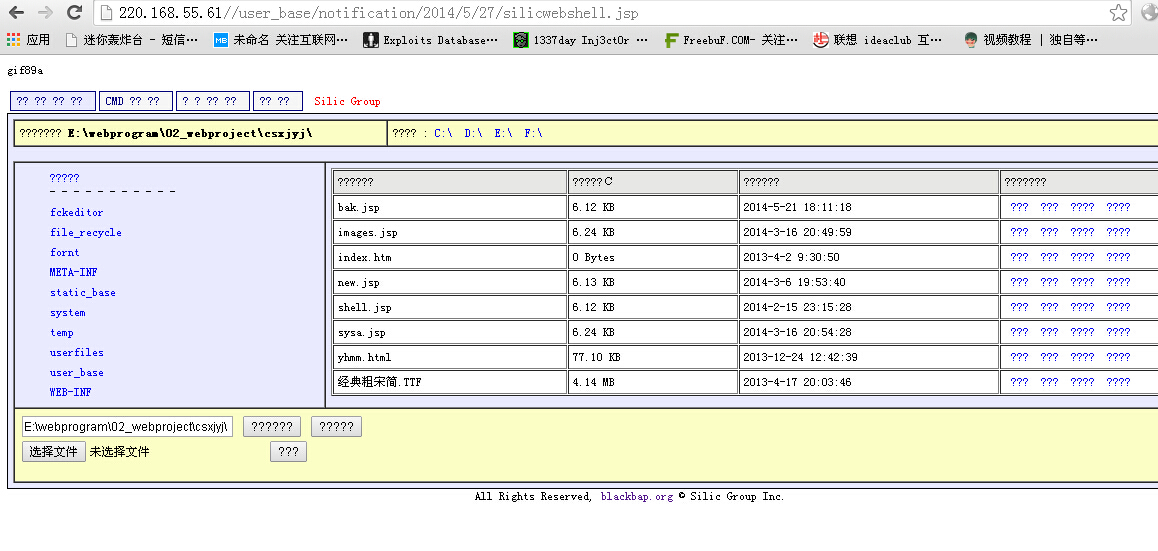 220.168.55.61//user_base/notification/2014/5/27/silicwebshell.jsp
应用 迷你轰炸台 - 短信… MB 未命名 关注互联网… Exploits Database… 1337day Inj3ct0r … FreebuF.COM- 关注… 联想 ideaclub 互… 视频教程 | 独自等…
gif89a
?? ?? ?? ?? CMD ?? ?? ? ? ?? ?? ?? ?? Silic Group
??????? E:\webprogram\02_webproject\csxjyj\ ???? : C:\ D:\ E:\ F:\
?????
- - - - - - - - - - -
fckeditor
file_recycle
fornt
META-INF
static_base
system
temp
userfiles
user_base
WEB-INF
?????? ?????C ?????? ???????
bak.jsp 6.12 KB 2014-5-21 18:11:18 ??? ??? ???? ????
images.jsp 6.24 KB 2014-3-16 20:49:59 ??? ??? ???? ????
index.htm 0 Bytes 2013-4-2 9:30:50 ??? ??? ???? ????
new.jsp 6.13 KB 2014-3-6 19:53:40 ??? ??? ???? ????
shell.jsp 6.12 KB 2014-2-15 23:15:28 ??? ??? ???? ????
sysa.jsp 6.24 KB 2014-3-16 20:54:28 ??? ??? ???? ????
yhmm.html 77.10 KB 2013-12-24 12:42:39 ??? ??? ???? ????
经典粗宋简.TTF 4.14 MB 2013-4-17 20:03:46 ??? ??? ???? ????
E:\webprogram\02_webproject\csxjyj\ ?????? ?????
选择文件 未选择文件 ???
All Rights Reserved, blackbap.org © Silic Group Inc.